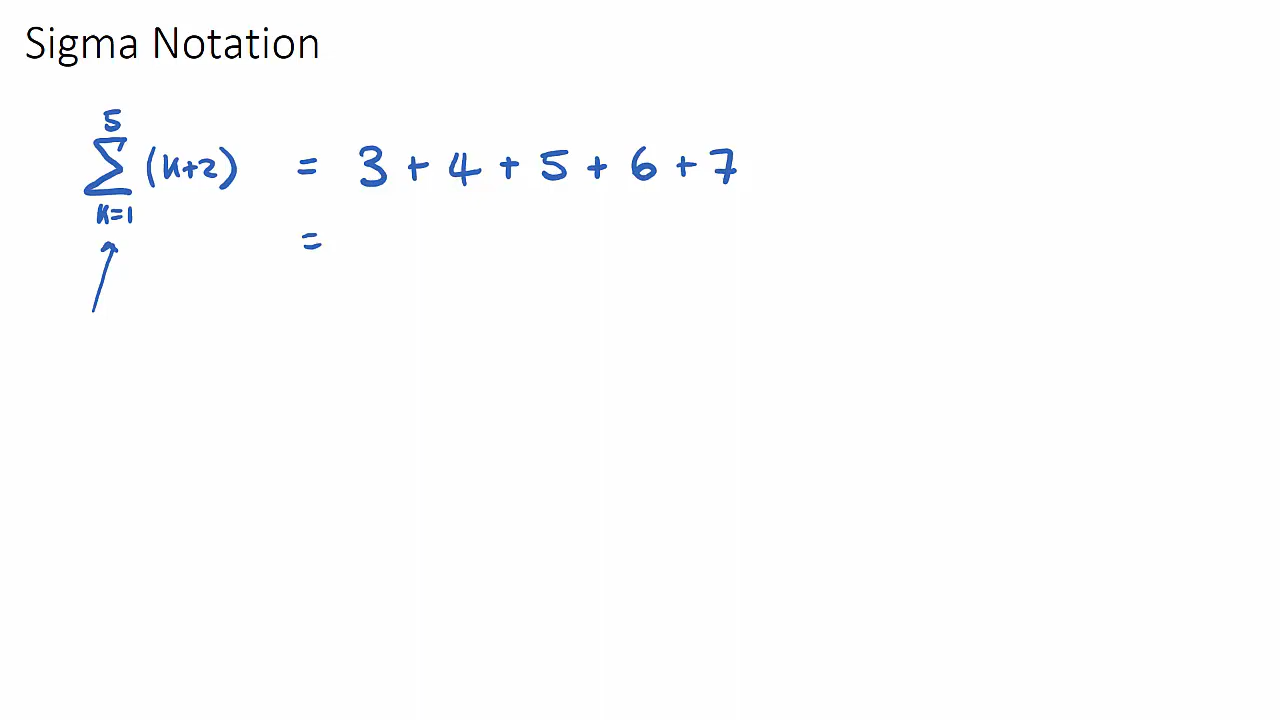 Sigma Notation
5
∑ (k+2) = 3 + 4 + 5 + 6 + 7
k=1
=